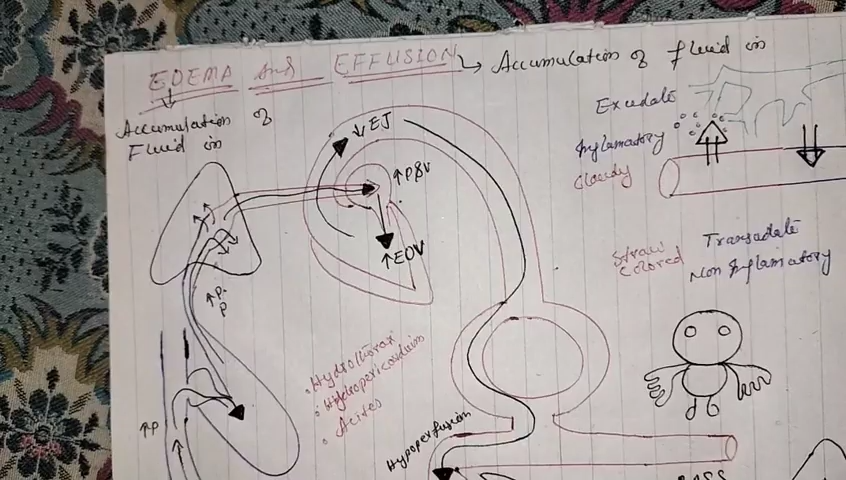 EDEMA and EFFUSION → Accumulation of fluid in
Accumulation of
Fluid in
↓EJ
↑PBV
↑EDV
↑P.
P
↑P
. Hydrothorax
. Hydropericardium
. Acites
Hypoperfusion
Exudate
Inflamatory
Cloudy
Straw
Colored
Transudate
Non Inflamatory